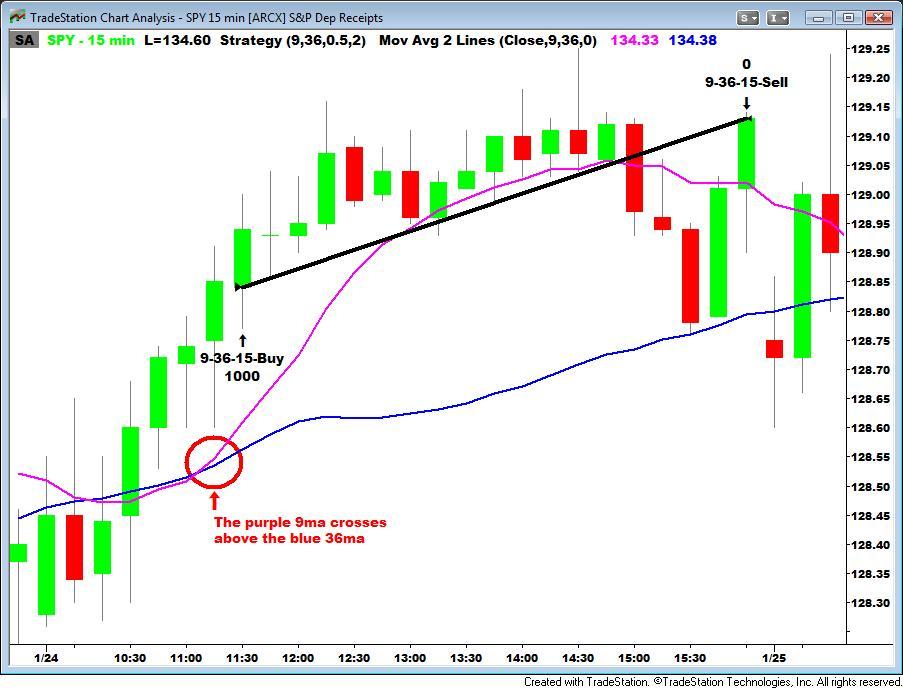 TradeStation Chart Analysis - SPY 15 min [ARCX] S&P Dep Receipts
S
I
SA SPY - 15 min L=134.60 Strategy (9,36,0.5,2) Mov Avg 2 Lines (Close,9,36,0) 134.33 134.38
129.25
0
9-36-15-Sell
129.20
129.15
129.10
129.05
129.00
128.95
128.90
128.85
128.80
9-36-15-Buy
1000
128.75
128.70
128.65
128.60
128.55
128.50
The purple 9ma crosses
above the blue 36ma
128.45
128.40
128.35
128.30
1/24 10:30 11:00 11:30 12:00 12:30 13:00 13:30 14:00 14:30 15:00 15:30 1/25
Created with TradeStation. ©TradeStation Technologies, Inc. All rights reserved.